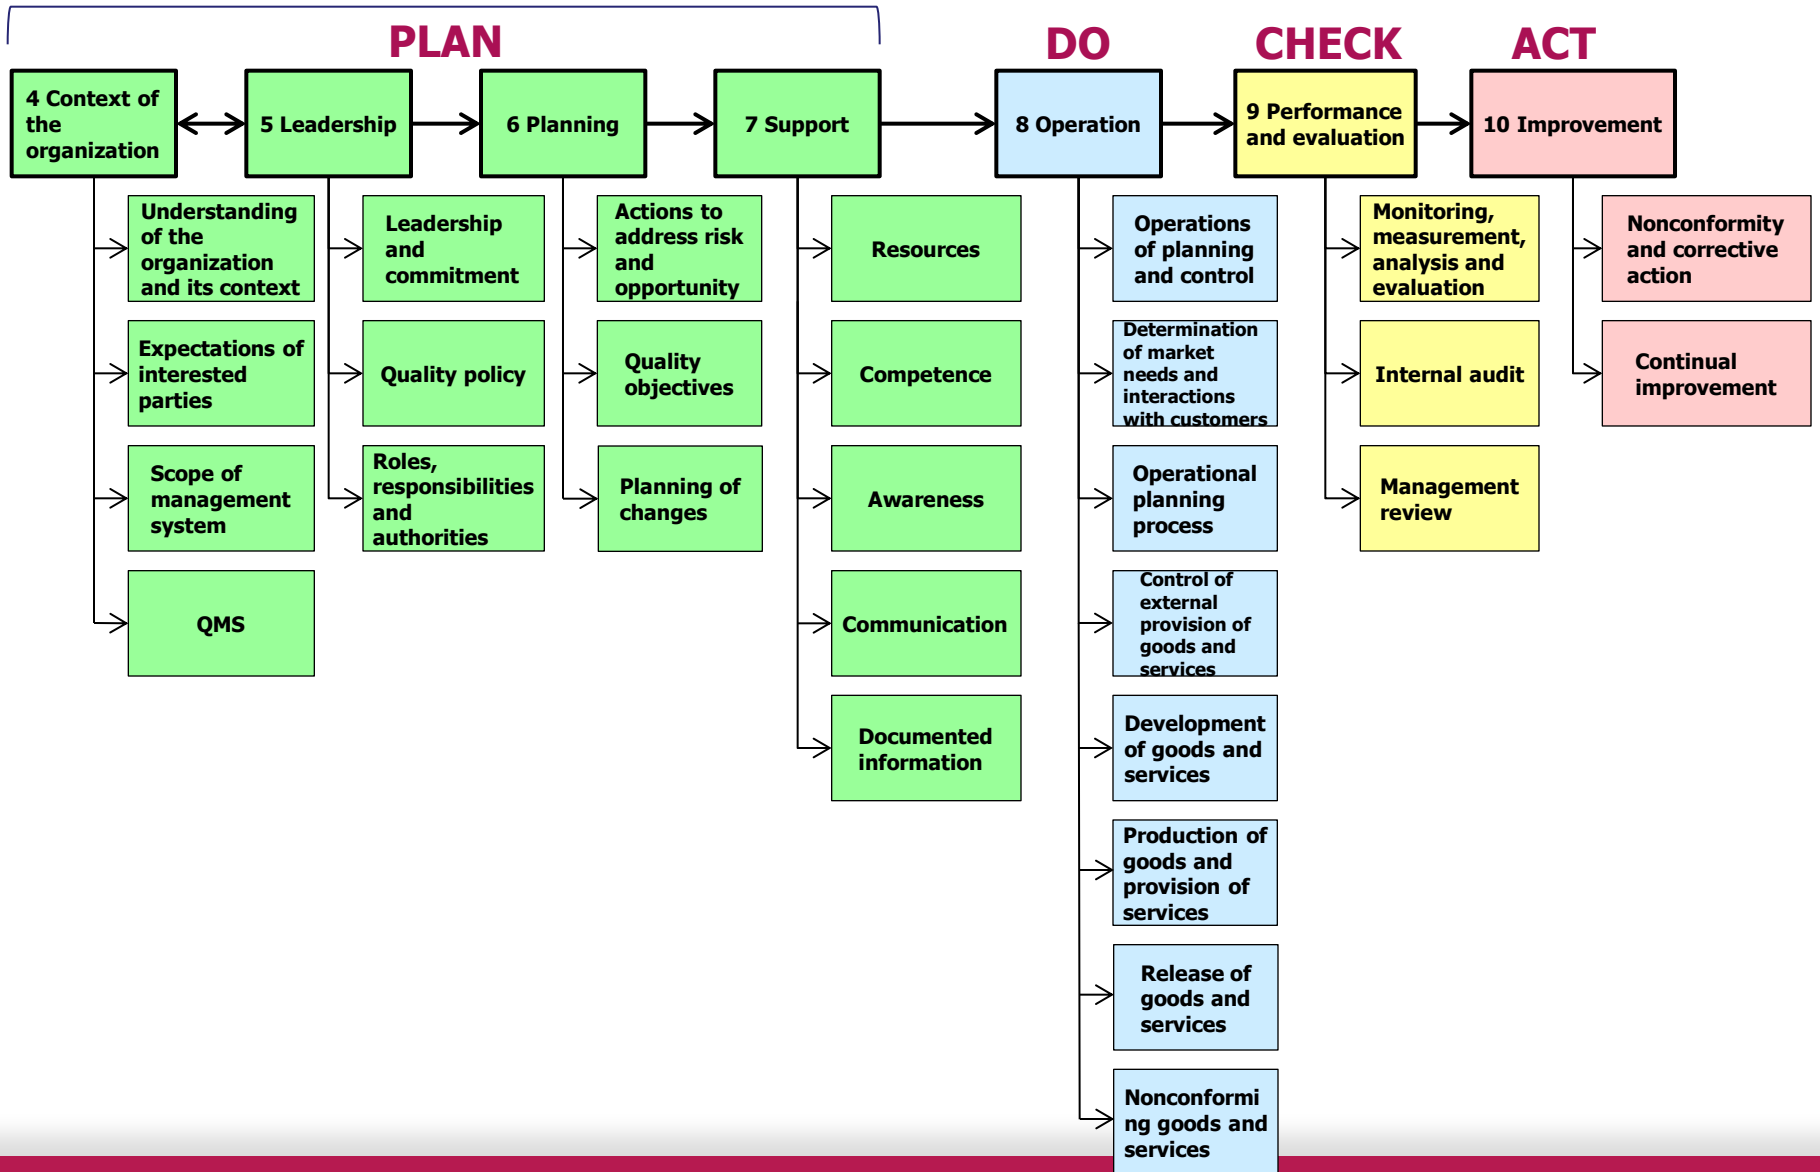 PLAN
DO
CHECK
ACT
4 Context of
the
organization
5 Leadership
6 Planning
7 Support
8 Operation
9 Performance
and evaluation
10 Improvement
Understanding
of the
organization
and its context
Expectations of
interested
parties
Scope of
management
system
QMS
Leadership
and
commitment
Quality policy
Roles,
responsibilities
and
authorities
Actions to
address risk
and
opportunity
Quality
objectives
Planning of
changes
Resources
Competence
Awareness
Communication
Documented
information
Operations
of planning
and control
Determination
of market
needs and
interactions
with customers
Operational
planning
process
Control of
external
provision of
goods and
services
Development
of goods and
services
Production of
goods and
provision of
services
Release of
goods and
services
Nonconformi
ng goods and
services
Monitoring,
measurement,
analysis and
evaluation
Internal audit
Management
review
Nonconformity
and corrective
action
Continual
improvement